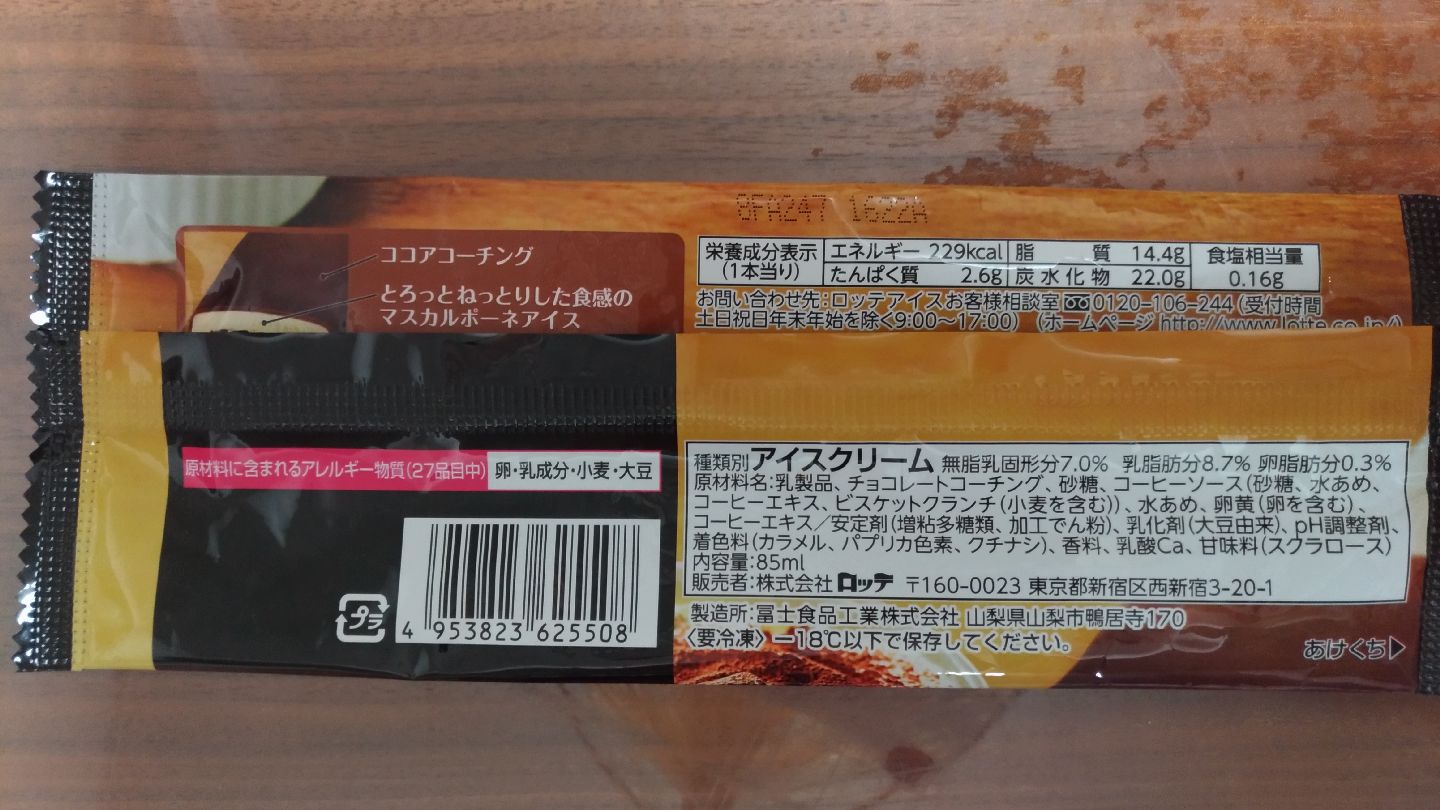 8FA247 1622A
ココアコーチング
とろっとねっとりした食感の
マスカルポーネアイス
栄養成分表示
(1本当り)
エネルギー 229kcal 脂質 14.4g
たんぱく質 2.6g 炭水化物 22.0g
食塩相当量
0.16g
お問い合わせ先:ロッテアイスお客様相談室 0120-106-244 (受付時間
土日祝日年末年始を除く9:00〜17:00) (ホームページ http://www.lotte.co.jp/)
原材料に含まれるアレルギー物質(27品目中) 卵・乳成分・小麦・大豆
プラ
4 953823 625508
種類別アイスクリーム 無脂乳固形分7.0% 乳脂肪分8.7% 卵脂肪分0.3%
原材料名:乳製品、チョコレートコーチング、砂糖、コーヒーソース(砂糖、水あめ、
コーヒーエキス、ビスケットクランチ(小麦を含む))、水あめ、卵黄(卵を含む)、
コーヒーエキス/安定剤(増粘多糖類、加工でん粉)、乳化剤(大豆由来)、pH調整剤、
着色料(カラメル、パプリカ色素、クチナシ)、香料、乳酸Ca、甘味料(スクラロース)
内容量:85ml
販売者:株式会社 ロッテ 〒160-0023 東京都新宿区西新宿3-20-1
製造所:冨士食品工業株式会社 山梨県山梨市鴨居寺170
〈要冷凍〉 -18℃以下で保存してください。
あけくち▶